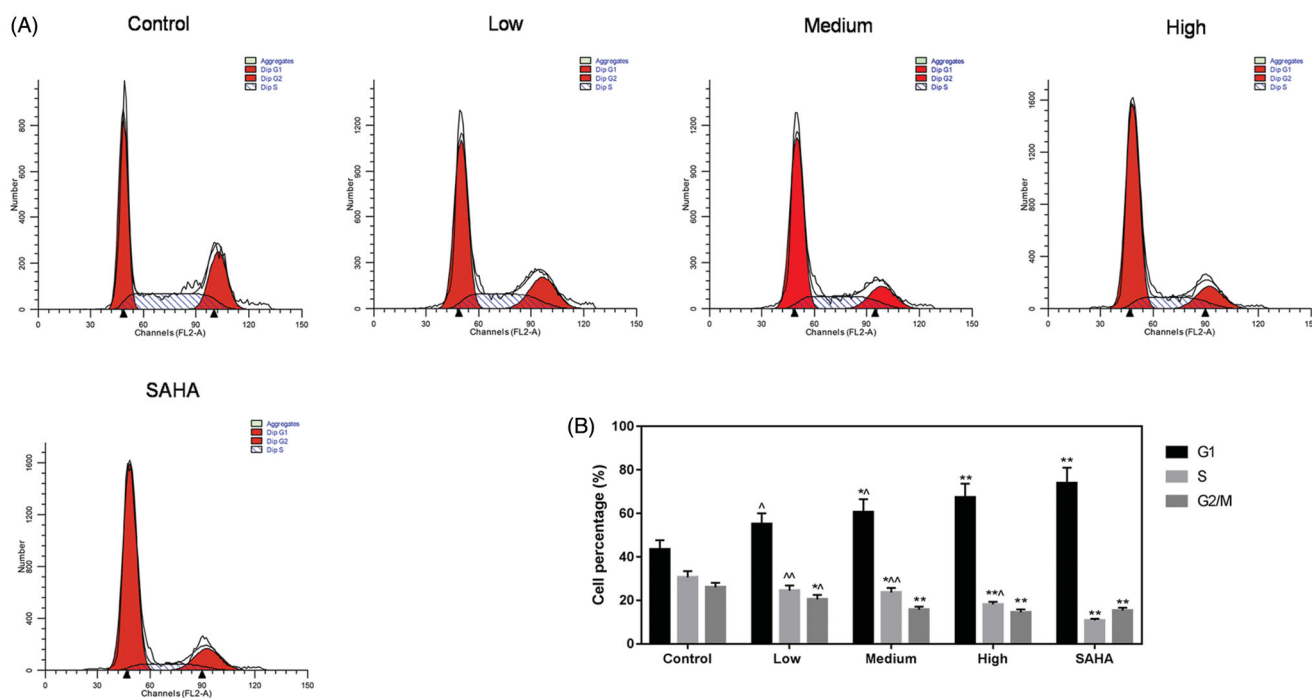 (A)
Control
Aggregates
Dip G1
Dip G2
Dip S
Number
800
600
400
200
0
0 30 60 90 120 150
Channels (FL2-A)
Low
Aggregates
Dip G1
Dip G2
Dip S
Number
1200
900
600
300
0
0 30 60 90 120 150
Channels (FL2-A)
Medium
Aggregates
Dip G1
Dip G2
Dip S
Number
1200
900
600
300
0
0 30 60 90 120 150
Channels (FL2-A)
High
Aggregates
Dip G1
Dip G2
Dip S
Number
1600
1200
800
400
0
0 30 60 90 120 150
Channels (FL2-A)
SAHA
Aggregates
Dip G1
Dip G2
Dip S
Number
1600
1200
800
400
0
0 30 60 90 120 150
Channels (FL2-A)
(B)
Cell percentage (%)
100
80
60
40
20
0
^
^^
*^
*^
*^^
**
**
**^
**
**
**
**
Control Low Medium High SAHA
G1
S
G2/M